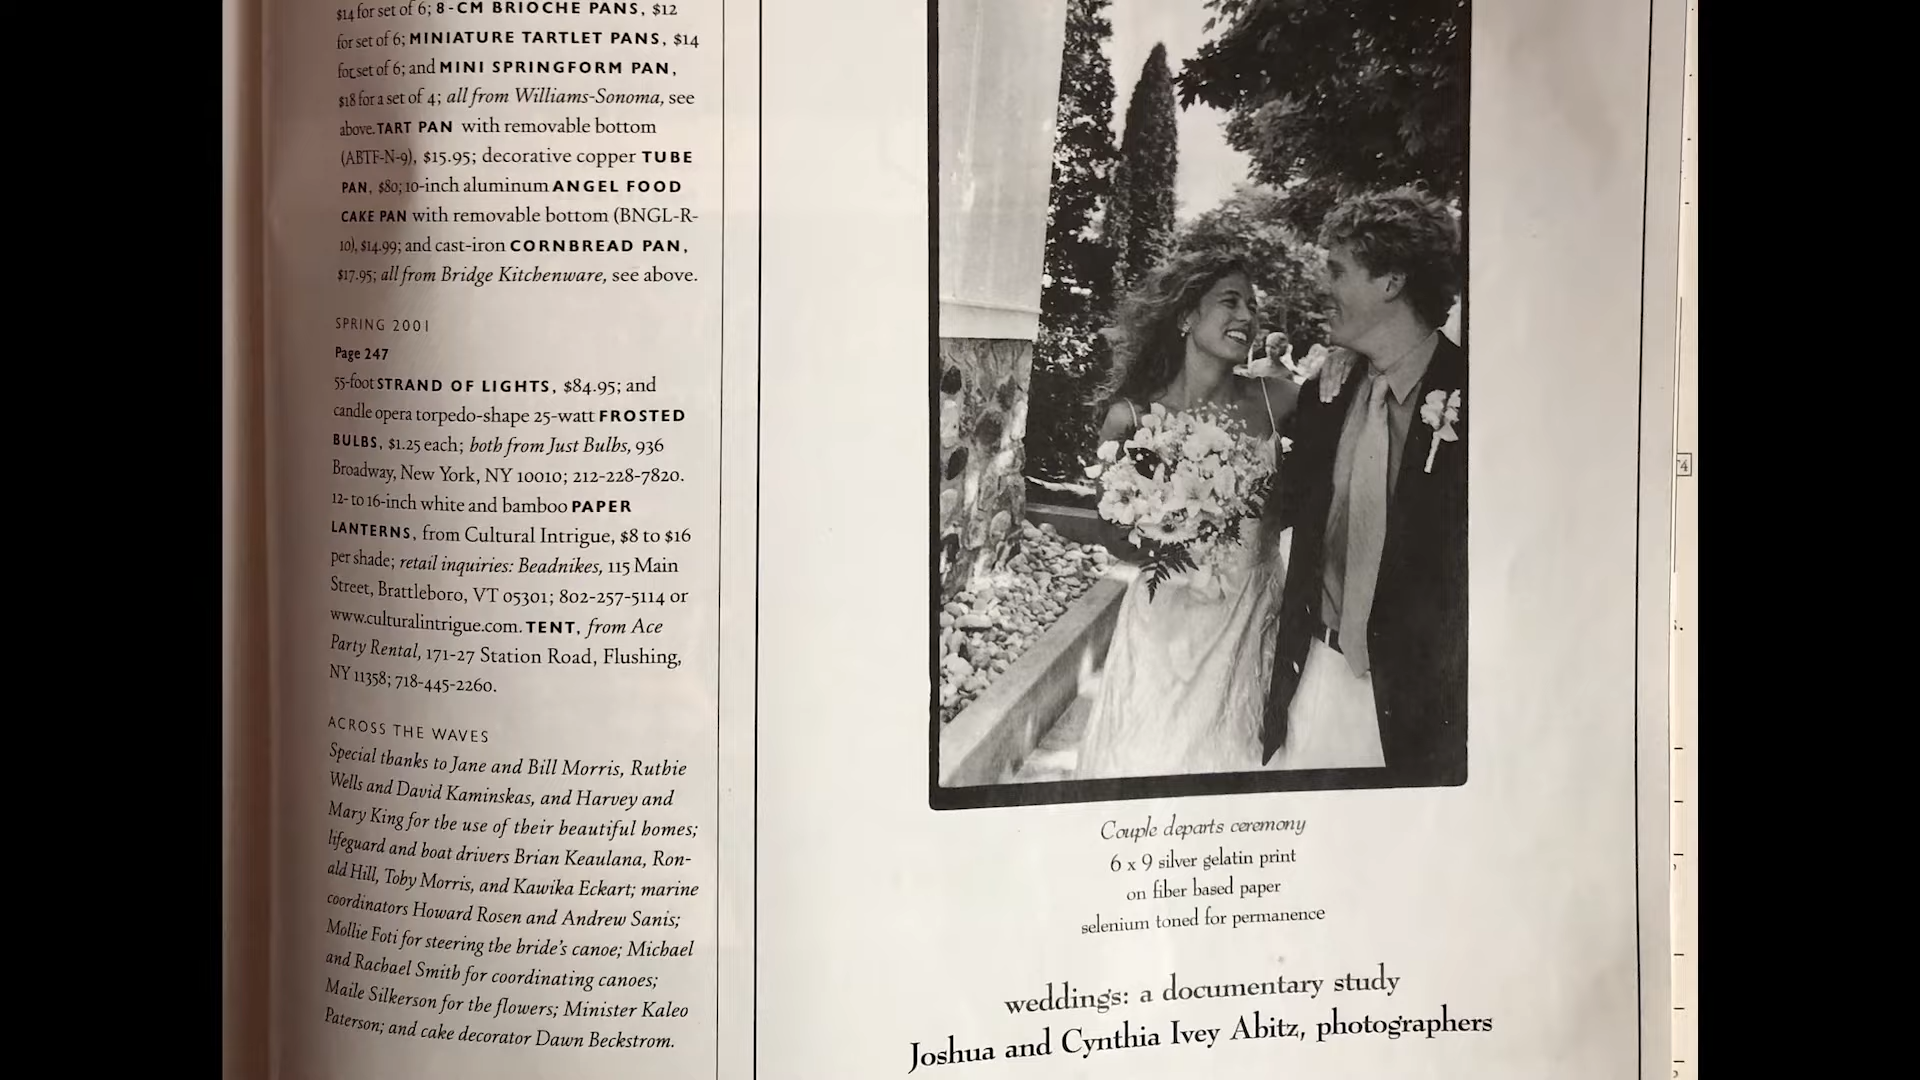 $14 for set of 6; 8-CM BRIOCHE PANS, $12
for set of 6; MINIATURE TARTLET PANS, $14
for set of 6; and MINI SPRINGFORM PAN,
$18 for a set of 4; all from Williams-Sonoma, see
above. TART PAN with removable bottom
(ABTF-N-9), $15.95; decorative copper TUBE
PAN, $80; 10-inch aluminum ANGEL FOOD
CAKE PAN with removable bottom (BNGL-R-
10), $14.99; and cast-iron CORNBREAD PAN,
$17.95; all from Bridge Kitchenware, see above.
SPRING 2001
Page 247
55-foot STRAND OF LIGHTS, $84.95; and
candle opera torpedo-shape 25-watt FROSTED
BULBS, $1.25 each; both from Just Bulbs, 936
Broadway, New York, NY 10010; 212-228-7820.
12- to 16-inch white and bamboo PAPER
LANTERNS, from Cultural Intrigue, $8 to $16
per shade; retail inquiries: Beadnikes, 115 Main
Street, Brattleboro, VT 05301; 802-257-5114 or
www.culturalintrigue.com. TENT, from Ace
Party Rental, 171-27 Station Road, Flushing,
NY 11358; 718-445-2260.
ACROSS THE WAVES
Special thanks to Jane and Bill Morris, Ruthie
Wells and David Kaminskas, and Harvey and
Mary King for the use of their beautiful homes;
lifeguard and boat drivers Brian Keaulana, Ron-
ald Hill, Toby Morris, and Kawika Eckart; marine
coordinators Howard Rosen and Andrew Sanis;
Mollie Foti for steering the bride's canoe; Michael
and Rachael Smith for coordinating canoes;
Maile Silkerson for the flowers; Minister Kaleo
Paterson; and cake decorator Dawn Beckstrom.
Couple departs ceremony
6 x 9 silver gelatin print
on fiber based paper
selenium toned for permanence
weddings: a documentary study
Joshua and Cynthia Ivey Abitz, photographers